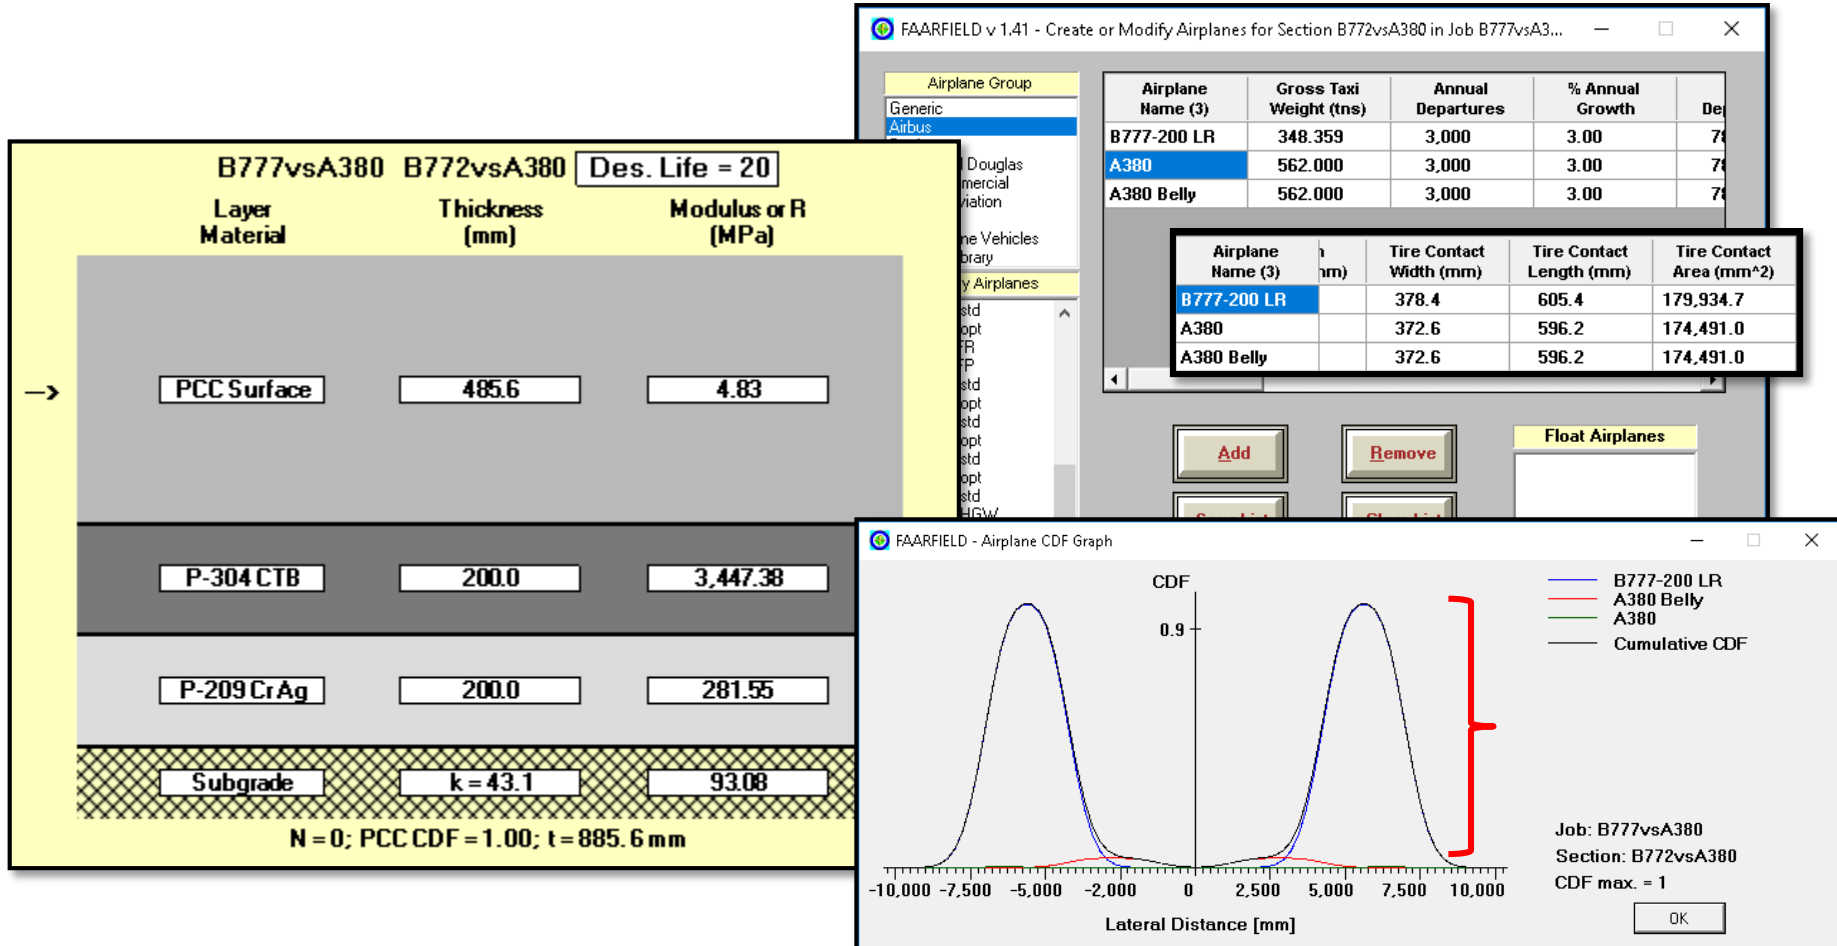 B777vsA380 B772vsA380 Des. Life = 20
Layer Material Thickness (mm) Modulus or R (MPa)
--> PCC Surface 485.6 4.83
P-304 CTB 200.0 3,447.38
P-209 CrAg 200.0 281.55
Subgrade k = 43.1 93.08
N = 0; PCC CDF = 1.00; t = 885.6 mm
FAARFIELD v 1.41 - Create or Modify Airplanes for Section B772vsA380 in Job B777vsA3...
Airplane Group
Generic
Airbus
Douglas
mercial
viation
ne Vehicles
brary
y Airplanes
std
opt
FR
FP
std
opt
std
opt
std
opt
std
HGW
Airplane Name (3) Gross Taxi Weight (tns) Annual Departures % Annual Growth De
B777-200 LR 348.359 3,000 3.00 78
A380 562.000 3,000 3.00 78
A380 Belly 562.000 3,000 3.00 78
Airplane Name (3) m) Tire Contact Width (mm) Tire Contact Length (mm) Tire Contact Area (mm^2)
B777-200 LR 378.4 605.4 179,934.7
A380 372.6 596.2 174,491.0
A380 Belly 372.6 596.2 174,491.0
Add Remove
Float Airplanes
FAARFIELD - Airplane CDF Graph
CDF
0.9
B777-200 LR
A380 Belly
A380
Cumulative CDF
-10,000 -7,500 -5,000 -2,000 0 2,500 5,000 7,500 10,000
Lateral Distance [mm]
Job: B777vsA380
Section: B772vsA380
CDF max. = 1
OK